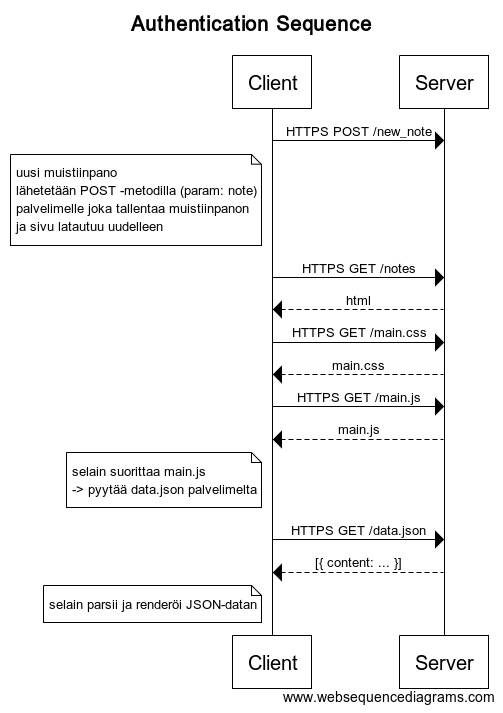 Authentication Sequence
Client
Server
HTTPS POST /new_note
uusi muistiinpano
lähetetään POST -metodilla (param: note)
palvelimelle joka tallentaa muistiinpanon
ja sivu latautuu uudelleen
HTTPS GET /notes
html
HTTPS GET /main.css
main.css
HTTPS GET /main.js
main.js
selain suorittaa main.js
-> pyytää data.json palvelimelta
HTTPS GET /data.json
[{ content: ... }]
selain parsii ja renderöi JSON-datan
Client
Server
www.websequencediagrams.com